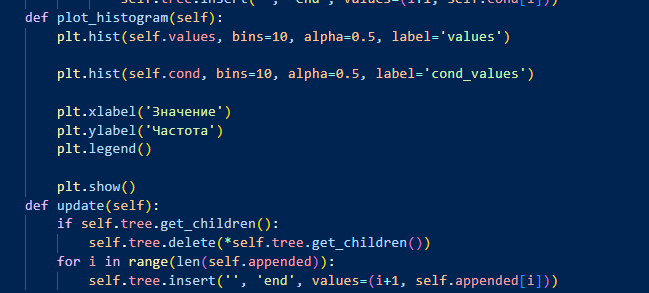 self.tree.insert('', 'end', values=(i+1, self.cond[i]))
def plot_histogram(self):
plt.hist(self.values, bins=10, alpha=0.5, label='values')
plt.hist(self.cond, bins=10, alpha=0.5, label='cond_values')
plt.xlabel('Значение')
plt.ylabel('Частота')
plt.legend()
plt.show()
def update(self):
if self.tree.get_children():
self.tree.delete(*self.tree.get_children())
for i in range(len(self.appended)):
self.tree.insert('', 'end', values=(i+1, self.appended[i]))